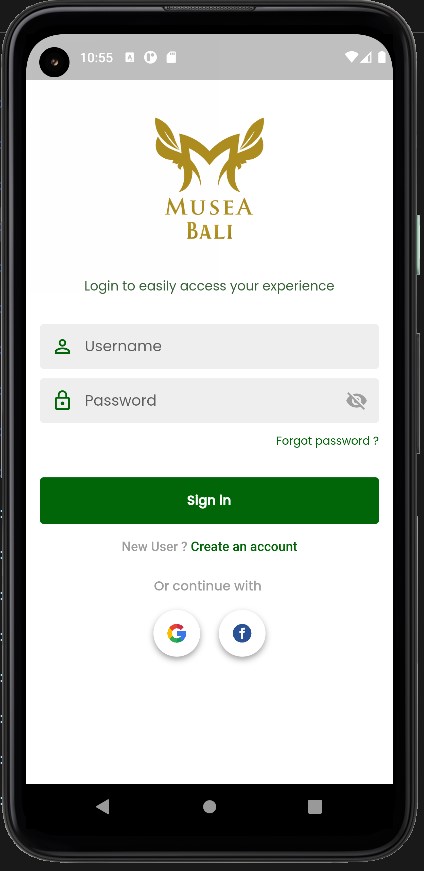 10:55
MUSEA
BALI
Login to easily access your experience
Username
Password
Forgot password ?
Sign in
New User ? Create an account
Or continue with